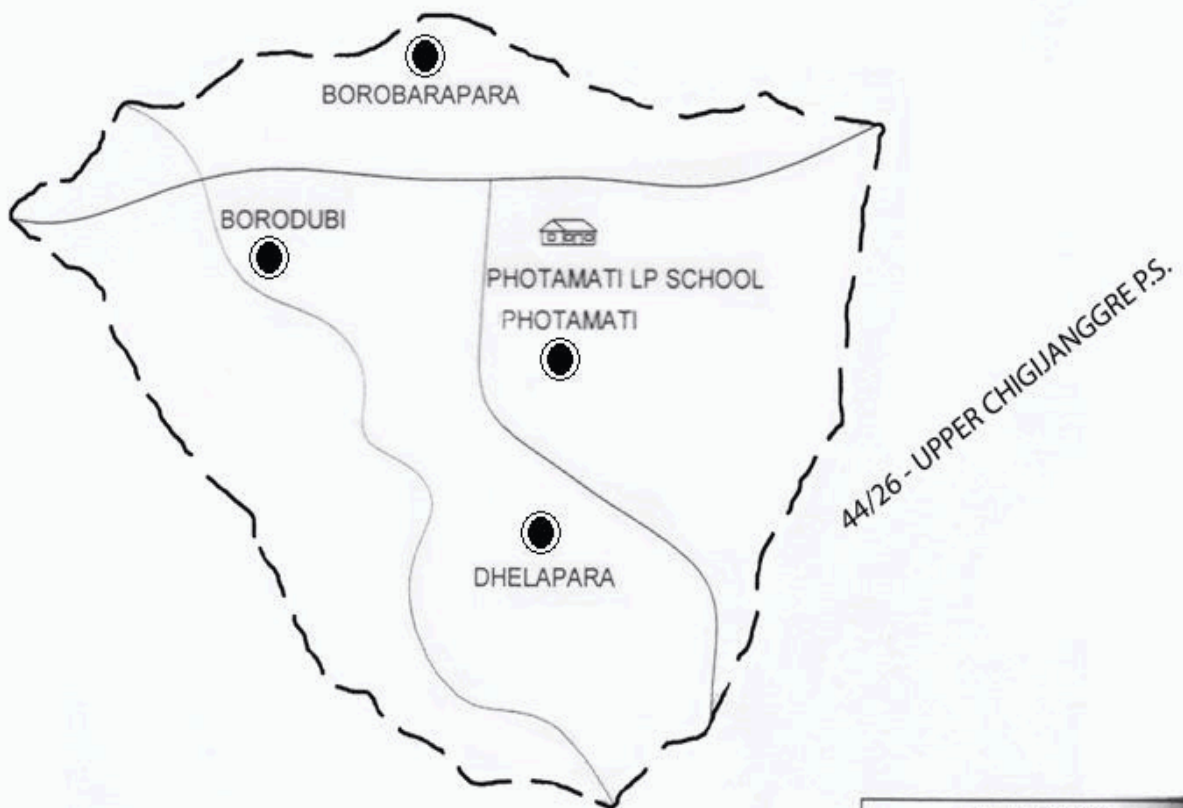 BOROBARAPARA
BORODUBI
PHOTAMATI LP SCHOOL
PHOTAMATI
44/26 - UPPER CHIGIJANGGRE P.S.
DHELAPARA